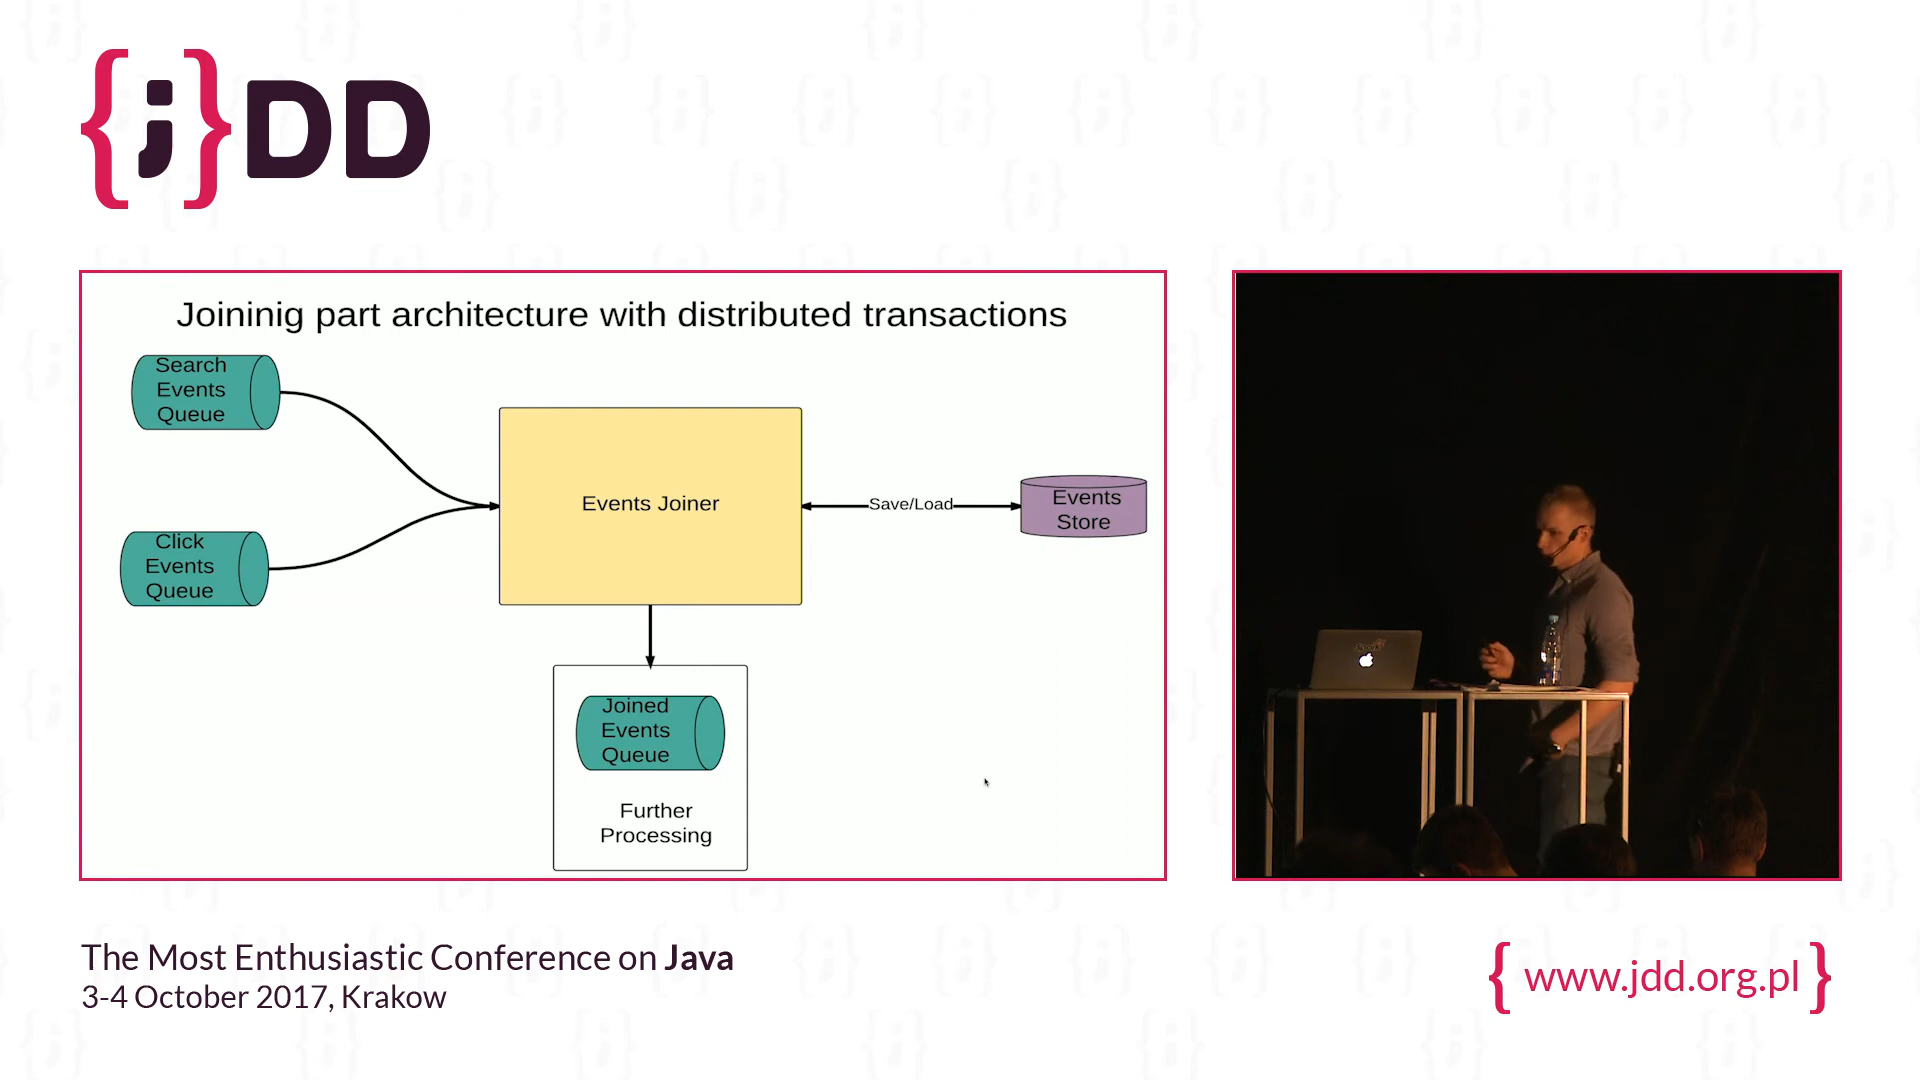 {;}DD
Joininig part architecture with distributed transactions
Search
Events
Queue
Click
Events
Queue
Events Joiner
Save/Load
Events
Store
Joined
Events
Queue
Further
Processing
The Most Enthusiastic Conference on Java
3-4 October 2017, Krakow
{ www.jdd.org.pl }